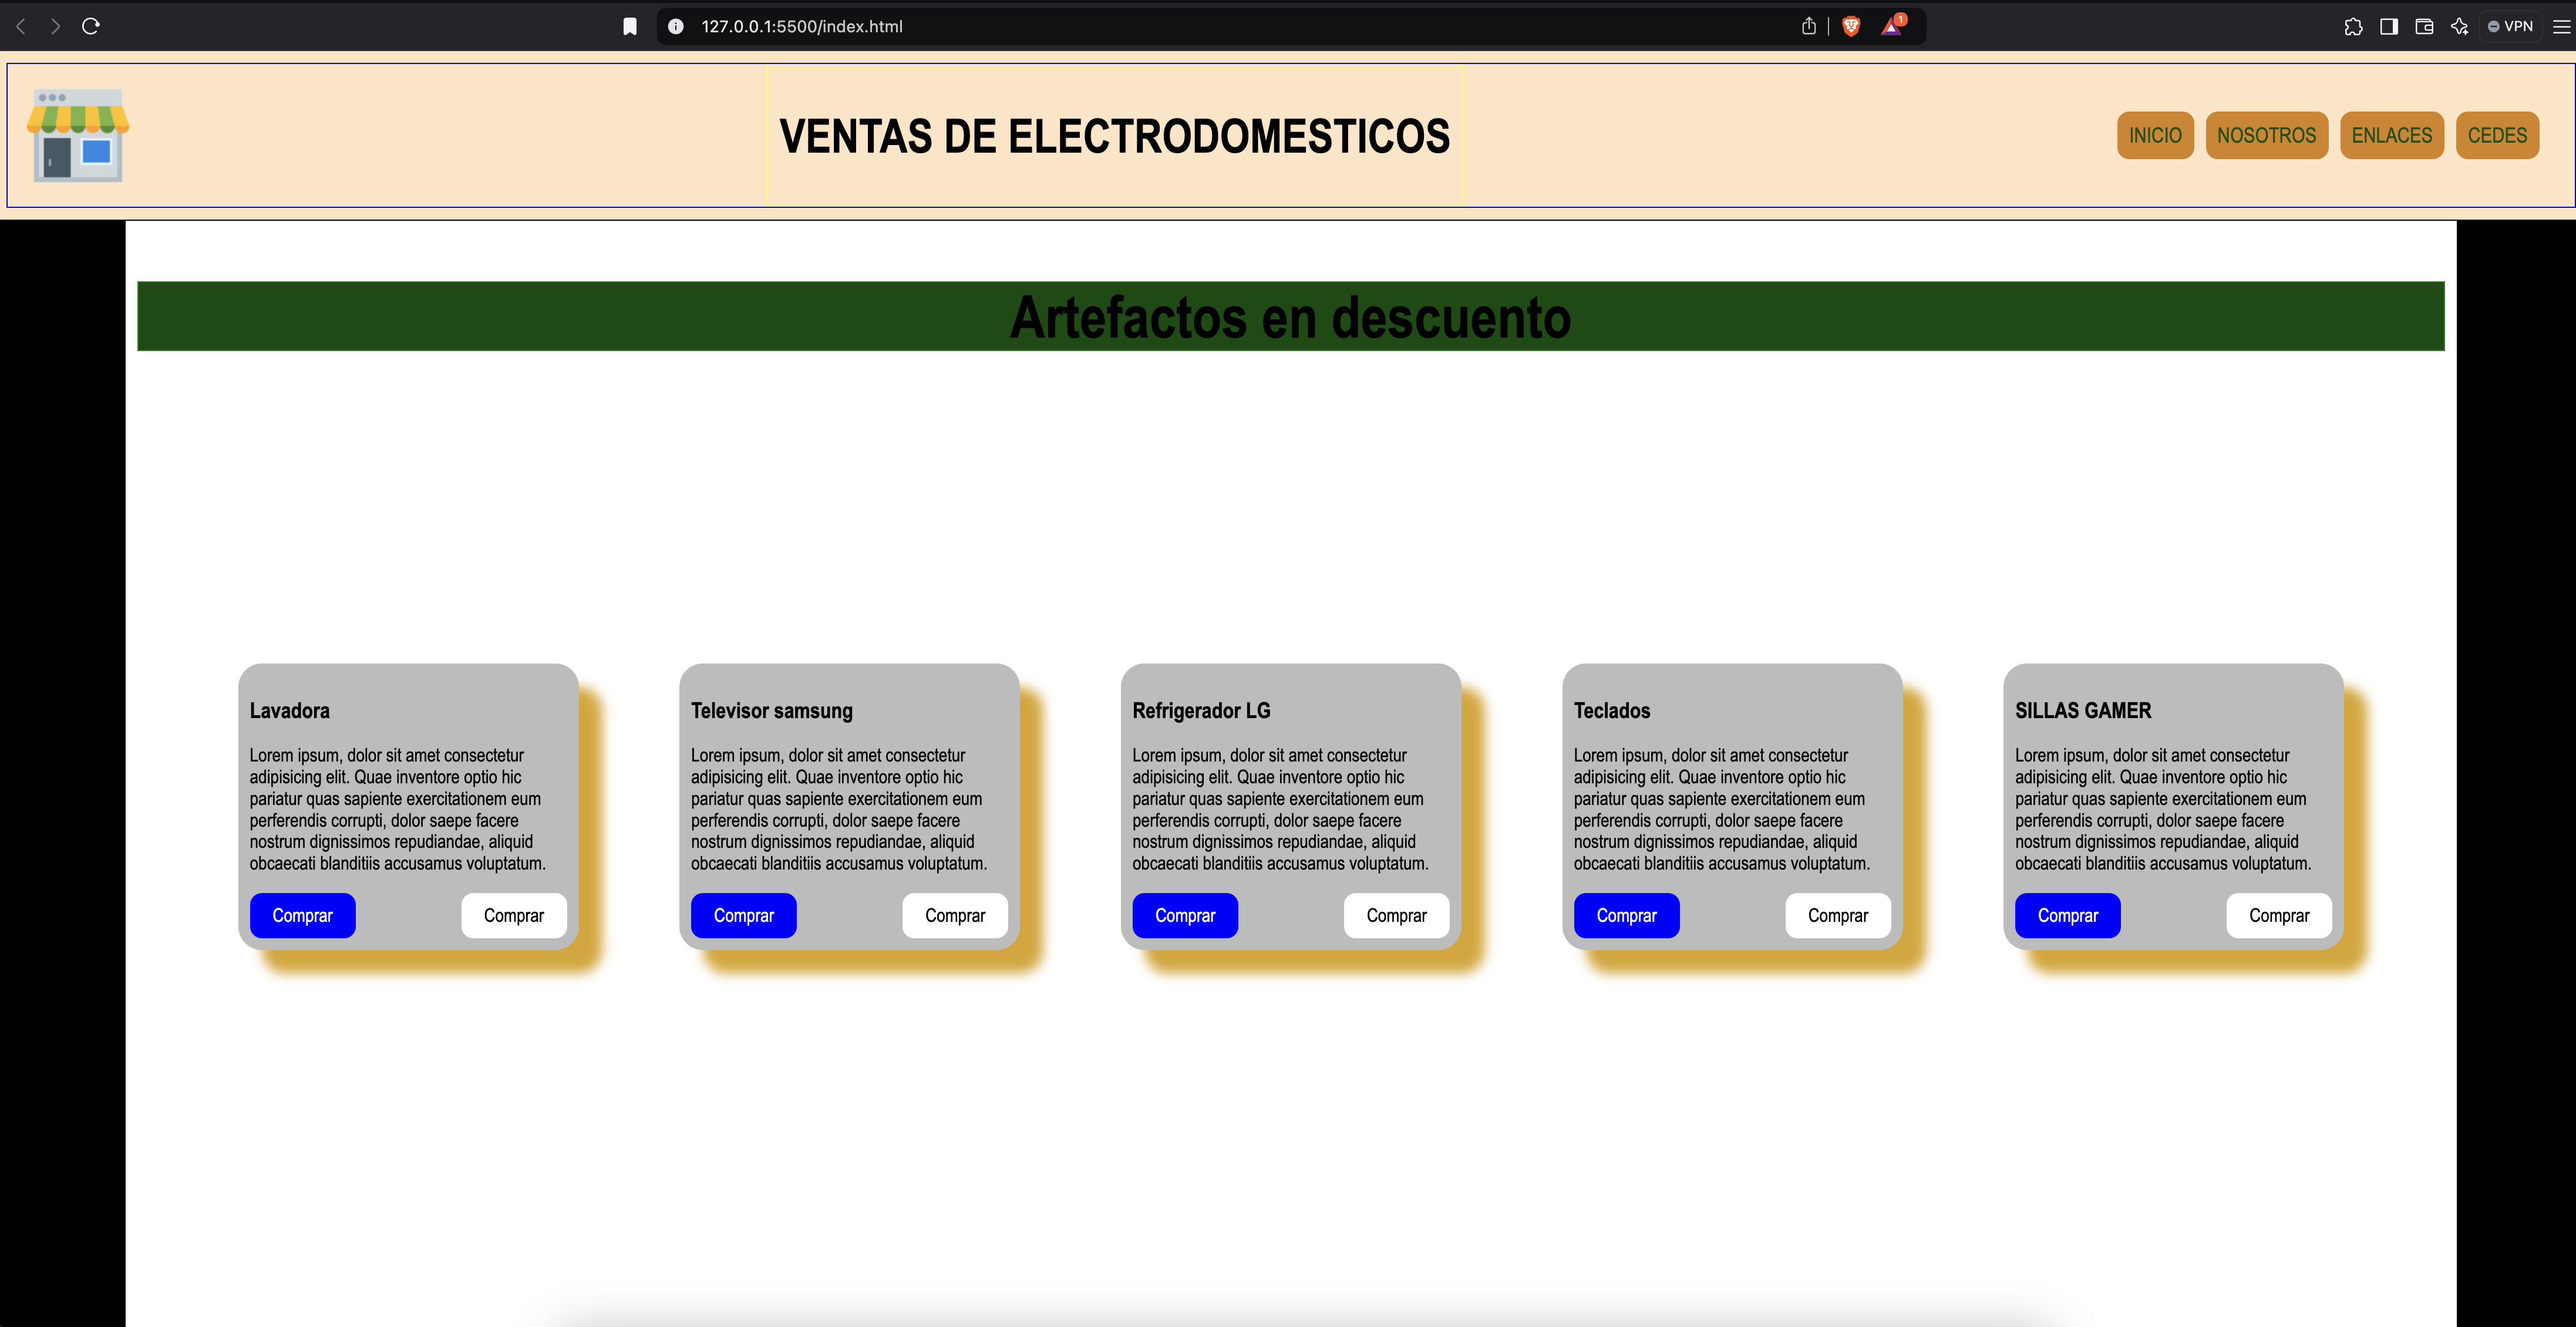 127.0.0.1:5500/index.html
1
VPN
VENTAS DE ELECTRODOMESTICOS
INICIO
NOSOTROS
ENLACES
CEDES
Artefactos en descuento
Lavadora
Lorem ipsum, dolor sit amet consectetur
adipisicing elit. Quae inventore optio hic
pariatur quas sapiente exercitationem eum
perferendis corrupti, dolor saepe facere
nostrum dignissimos repudiandae, aliquid
obcaecati blanditiis accusamus voluptatum.
Comprar
Comprar
Televisor samsung
Lorem ipsum, dolor sit amet consectetur
adipisicing elit. Quae inventore optio hic
pariatur quas sapiente exercitationem eum
perferendis corrupti, dolor saepe facere
nostrum dignissimos repudiandae, aliquid
obcaecati blanditiis accusamus voluptatum.
Comprar
Comprar
Refrigerador LG
Lorem ipsum, dolor sit amet consectetur
adipisicing elit. Quae inventore optio hic
pariatur quas sapiente exercitationem eum
perferendis corrupti, dolor saepe facere
nostrum dignissimos repudiandae, aliquid
obcaecati blanditiis accusamus voluptatum.
Comprar
Comprar
Teclados
Lorem ipsum, dolor sit amet consectetur
adipisicing elit. Quae inventore optio hic
pariatur quas sapiente exercitationem eum
perferendis corrupti, dolor saepe facere
nostrum dignissimos repudiandae, aliquid
obcaecati blanditiis accusamus voluptatum.
Comprar
Comprar
SILLAS GAMER
Lorem ipsum, dolor sit amet consectetur
adipisicing elit. Quae inventore optio hic
pariatur quas sapiente exercitationem eum
perferendis corrupti, dolor saepe facere
nostrum dignissimos repudiandae, aliquid
obcaecati blanditiis accusamus voluptatum.
Comprar
Comprar